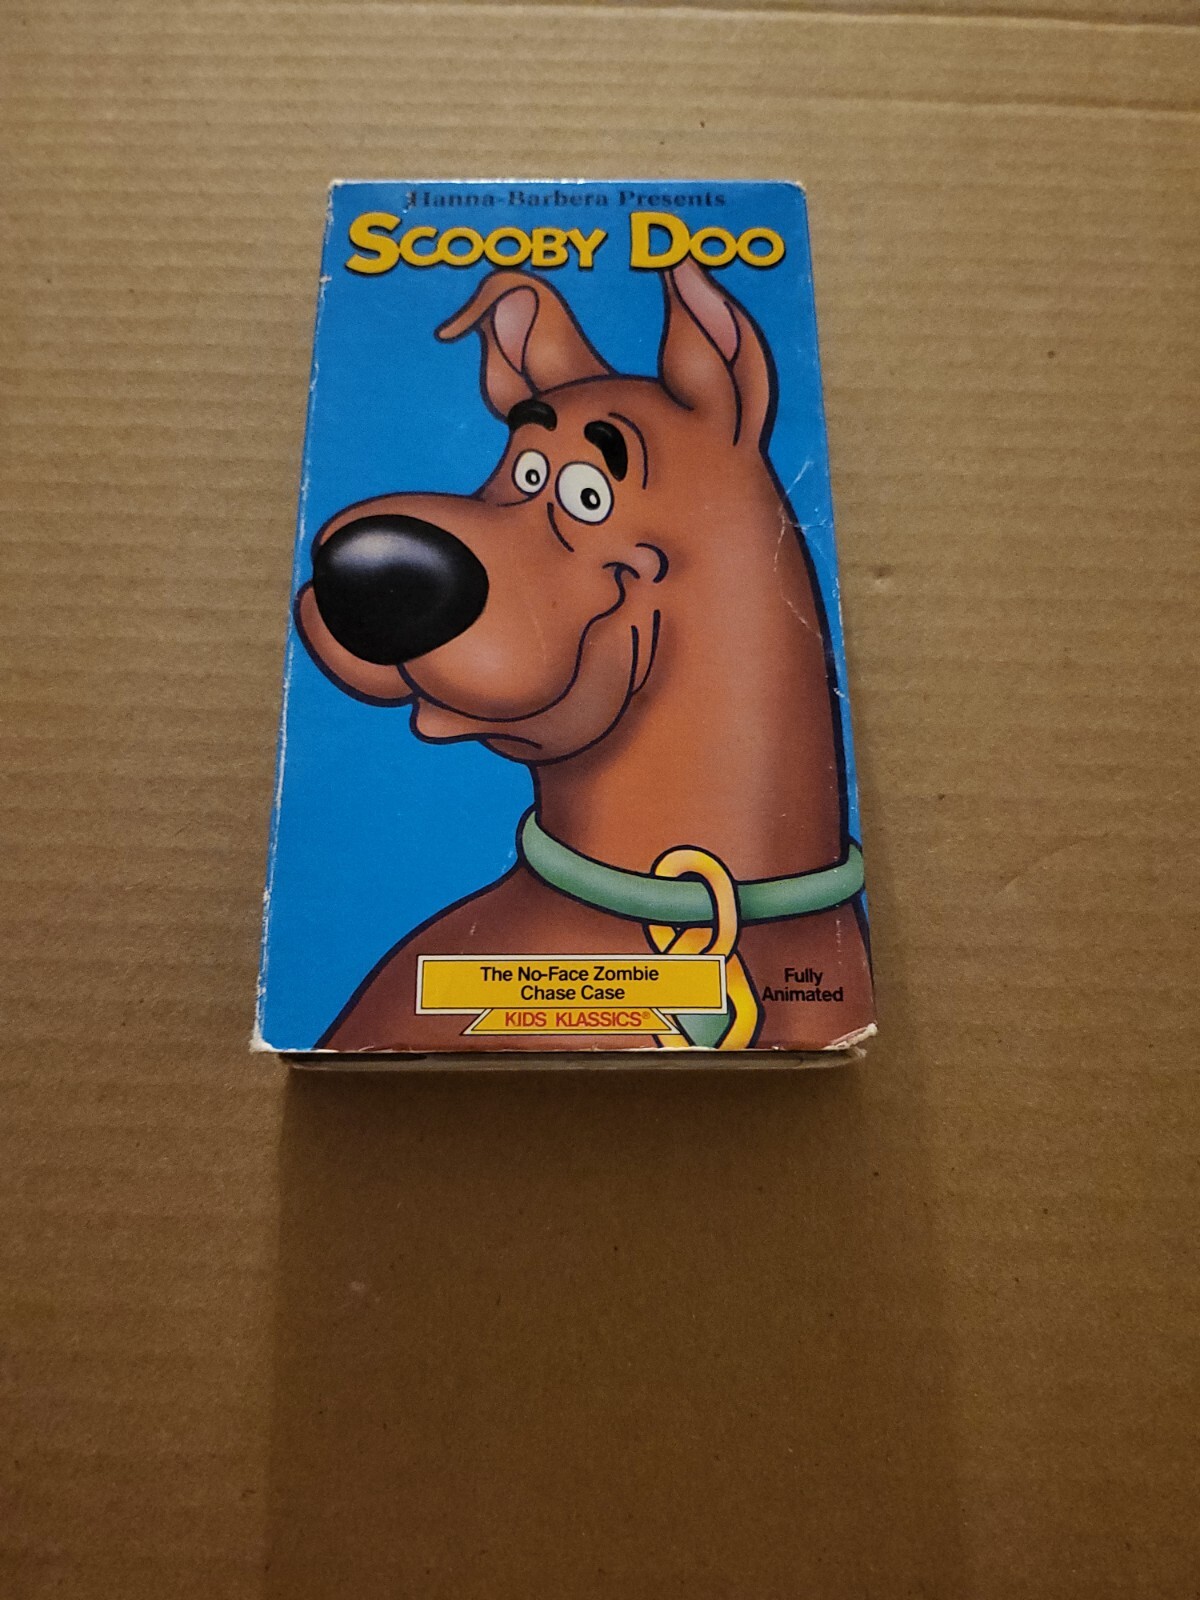 Hanna-Barbera Presents
SCOOBY DOO
The No-Face Zombie
Chase Case
Fully
Animated
KIDS KLASSICS®